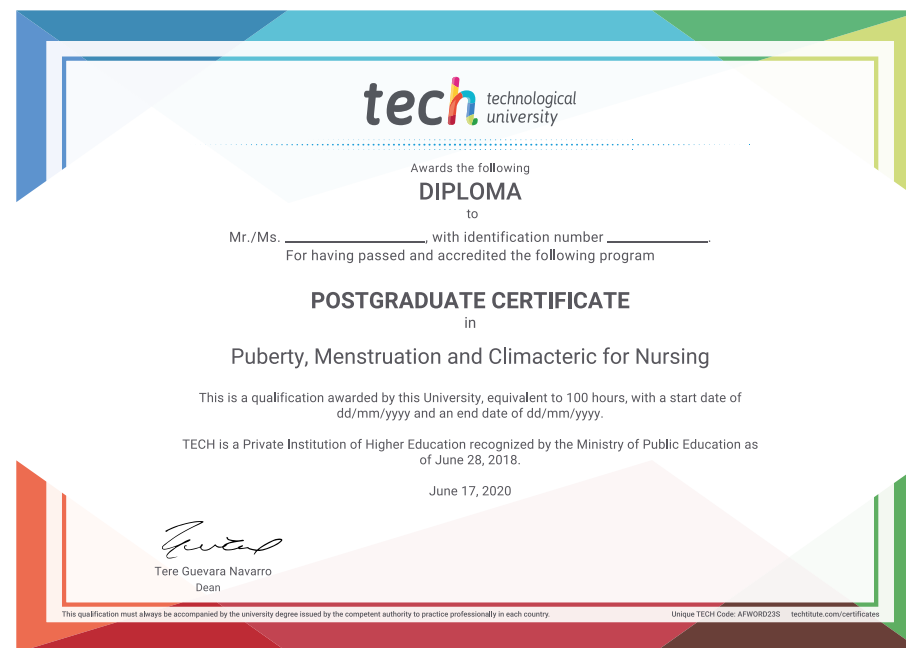 tech technological
university
Awards the following
DIPLOMA
to
Mr./Ms. ____________________, with identification number ______________.
For having passed and accredited the following program
POSTGRADUATE CERTIFICATE
in
Puberty, Menstruation and Climacteric for Nursing
This is a qualification awarded by this University, equivalent to 100 hours, with a start date of
dd/mm/yyyy and an end date of dd/mm/yyyy.
TECH is a Private Institution of Higher Education recognized by the Ministry of Public Education as
of June 28, 2018.
June 17, 2020
Tere Guevara Navarro
Dean
This qualification must always be accompanied by the university degree issued by the competent authority to practice professionally in each country. Unique TECH Code: AFWORD23S techtitute.com/certificates